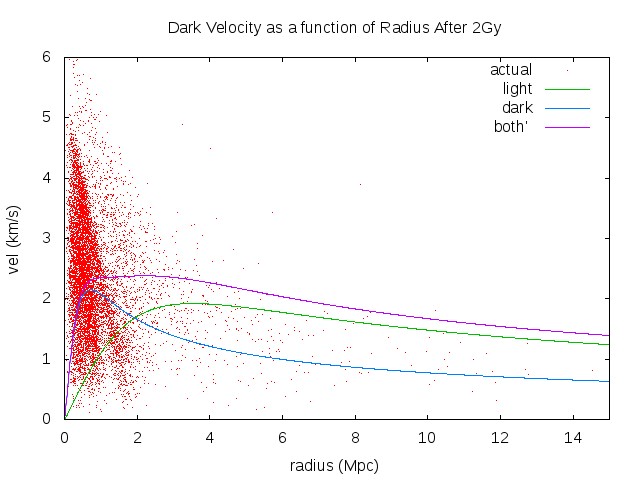 Dark Velocity as a function of Radius After 2Gy
actual
light
dark
both'
vel (km/s)
6
5
4
3
2
1
0
0 2 4 6 8 10 12 14
radius (Mpc)